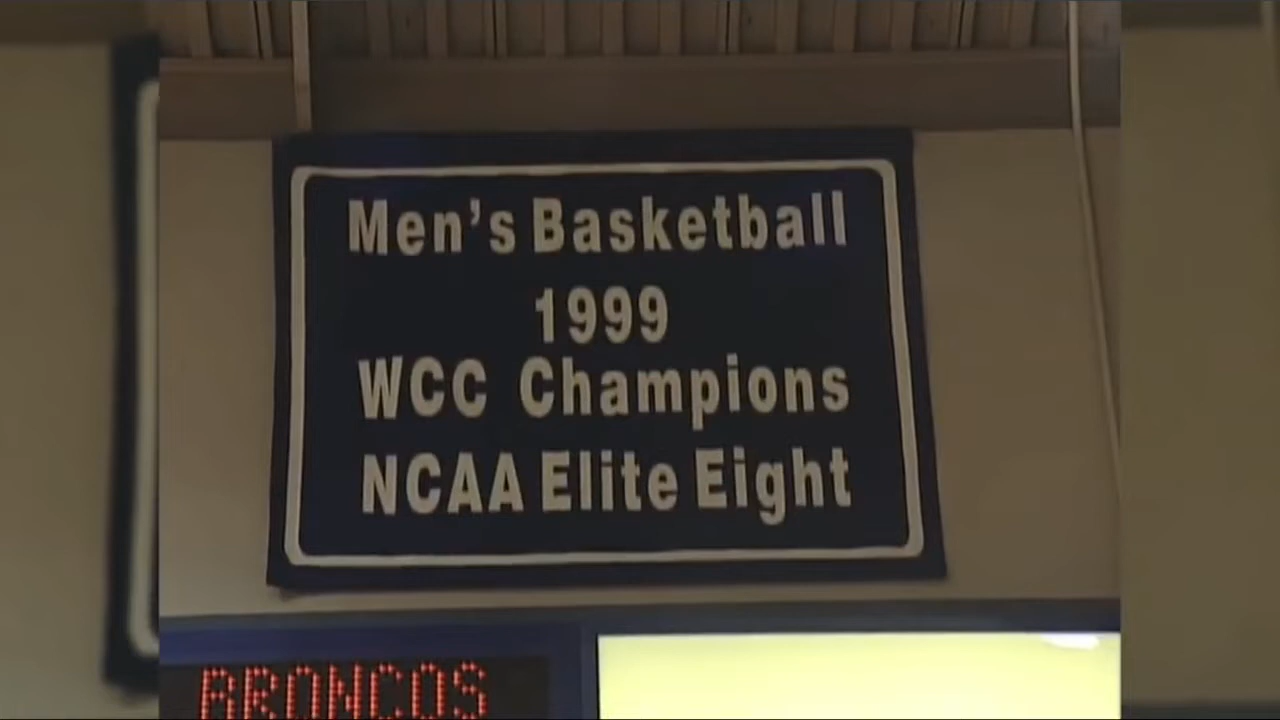 Men's Basketball
1999
WCC Champions
NCAA Elite Eight
BRONCOS